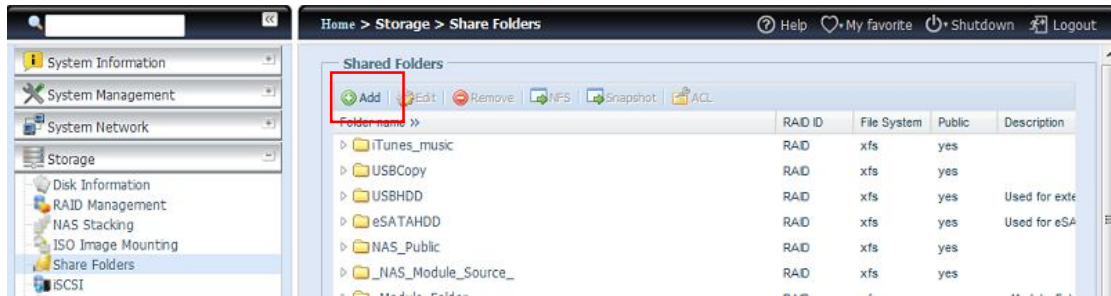 Home > Storage > Share Folders
Help My favorite Shutdown Logout
System Information
System Management
System Network
Storage
Disk Information
RAID Management
NAS Stacking
ISO Image Mounting
Share Folders
iSCSI
Shared Folders
Add Edit Remove NFS Snapshot ACL
Folder name >> RAID ID File System Public Description
iTunes_music RAID xfs yes
USBCopy RAID xfs yes
USBHDD RAID xfs yes Used for exte
eSATAHDD RAID xfs yes Used for eSA
NAS_Public RAID xfs yes
_NAS_Module_Source_ RAID xfs yes